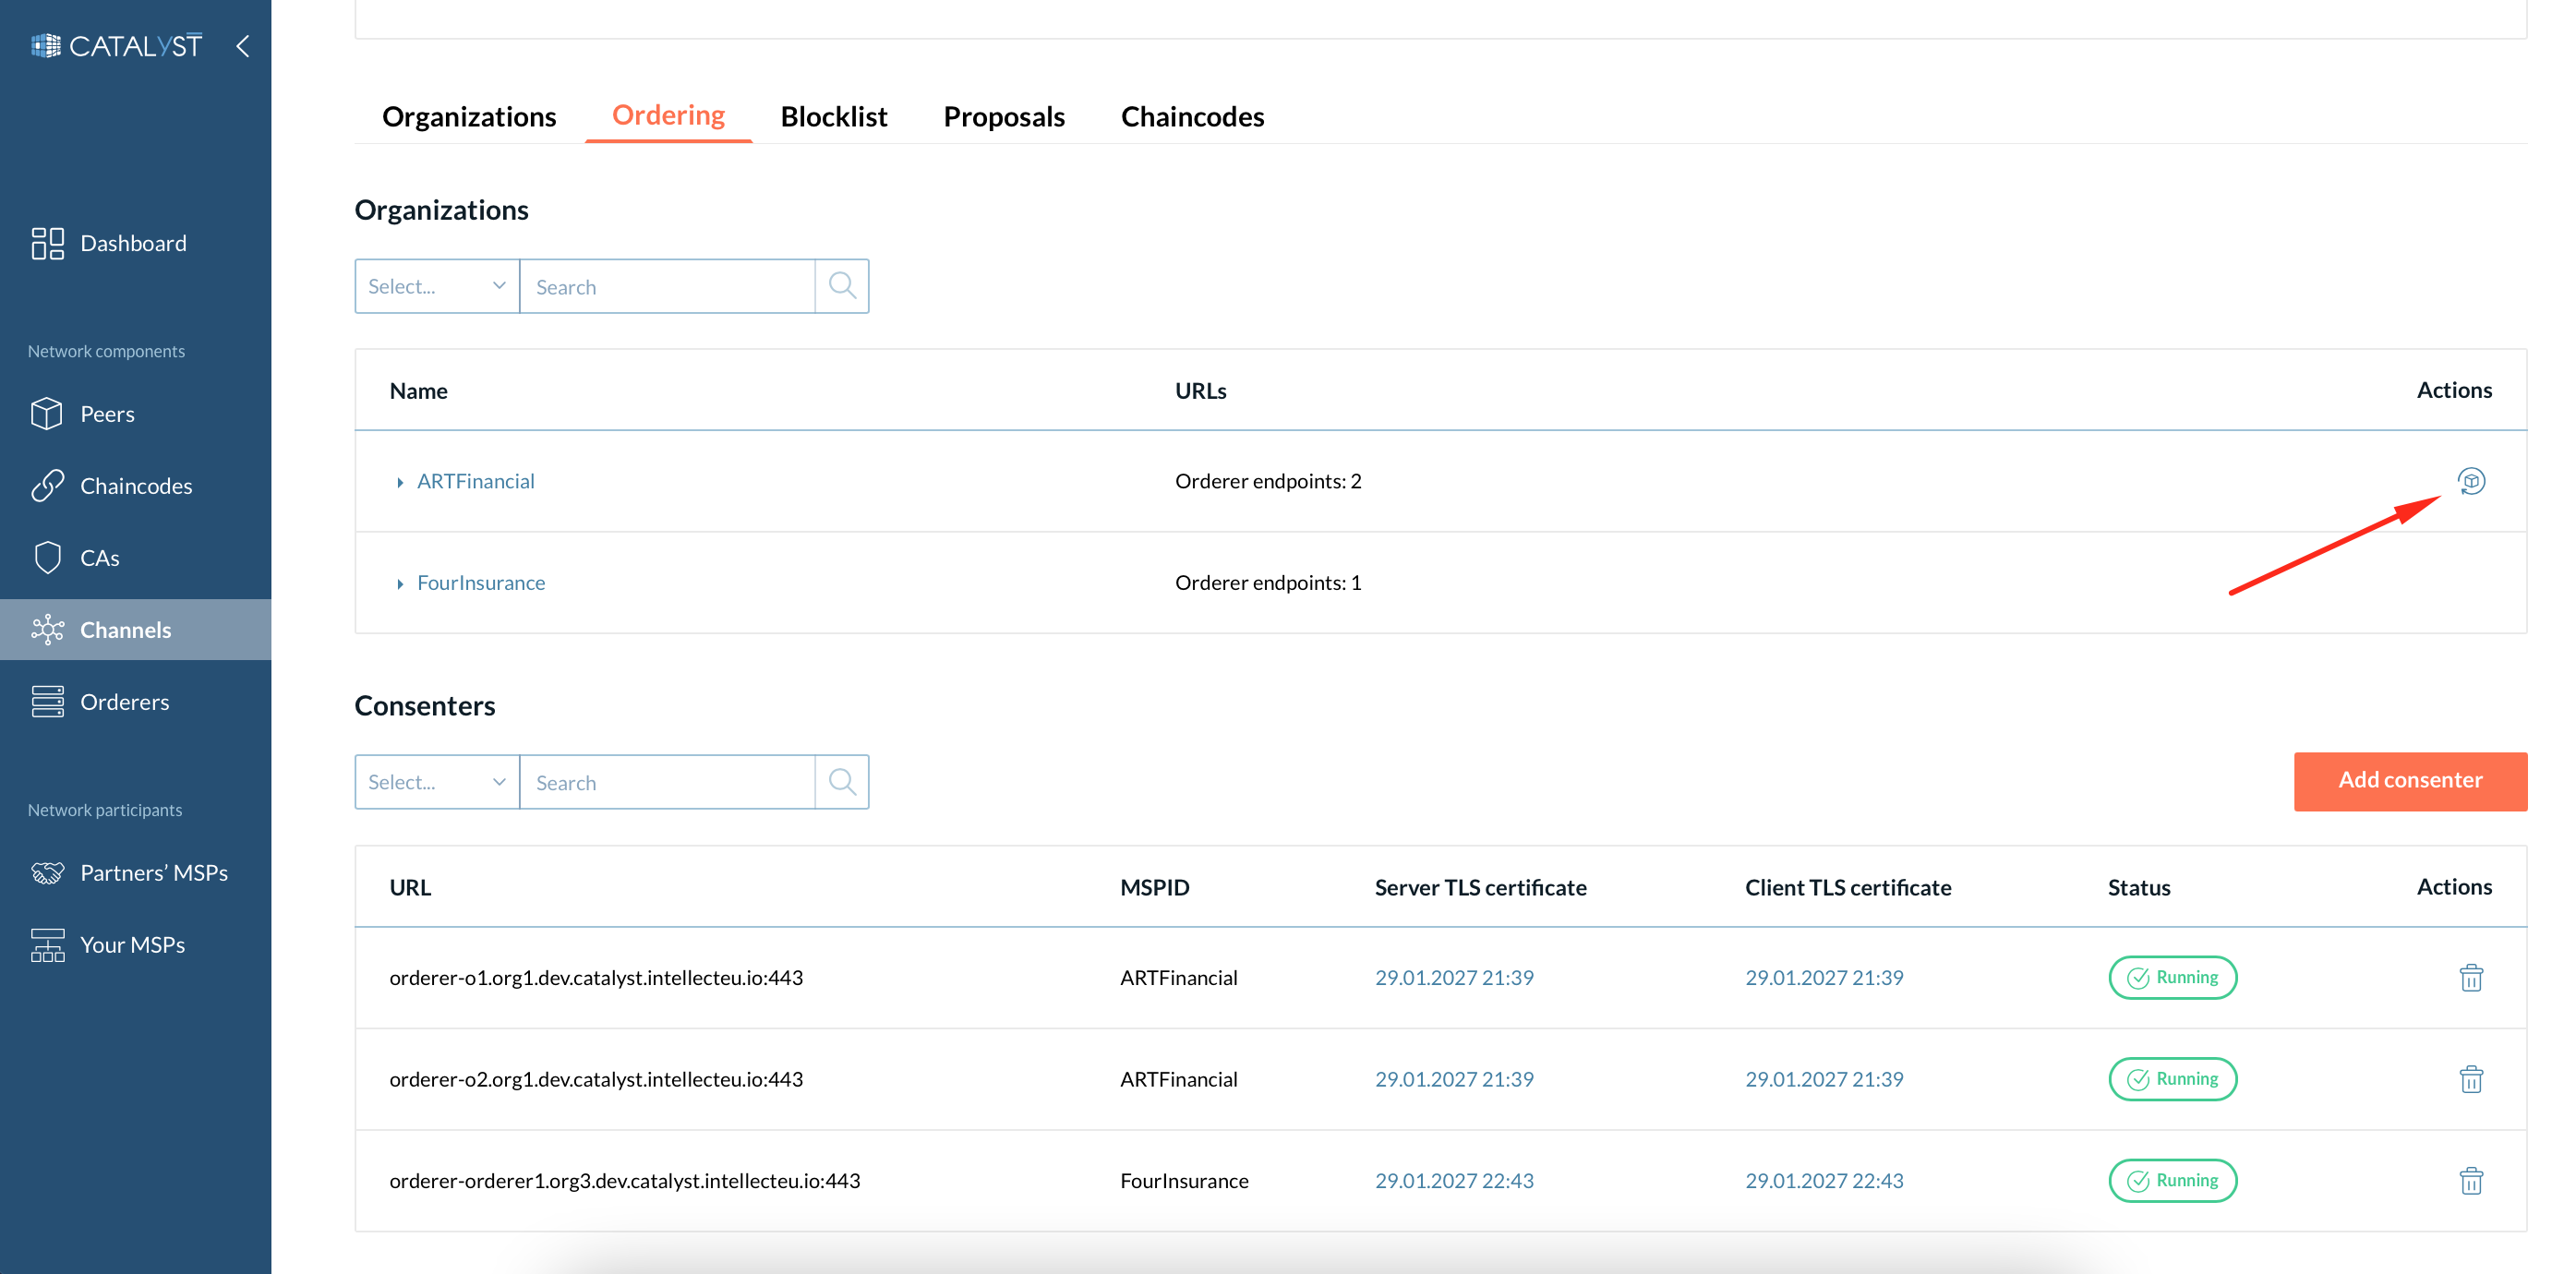 CATALYST
Dashboard
Network components
Peers
Chaincodes
CAs
Channels
Orderers
Network participants
Partners’ MSPs
Your MSPs
Organizations Ordering Blocklist Proposals Chaincodes
Organizations
Select... Search
Name URLs Actions
ARTFinancial Orderer endpoints: 2
FourInsurance Orderer endpoints: 1
Consenters
Select... Search
Add consenter
URL MSPID Server TLS certificate Client TLS certificate Status Actions
orderer-o1.org1.dev.catalyst.intellecteu.io:443 ARTFinancial 29.01.2027 21:39 29.01.2027 21:39 Running
orderer-o2.org1.dev.catalyst.intellecteu.io:443 ARTFinancial 29.01.2027 21:39 29.01.2027 21:39 Running
orderer-orderer1.org3.dev.catalyst.intellecteu.io:443 FourInsurance 29.01.2027 22:43 29.01.2027 22:43 Running